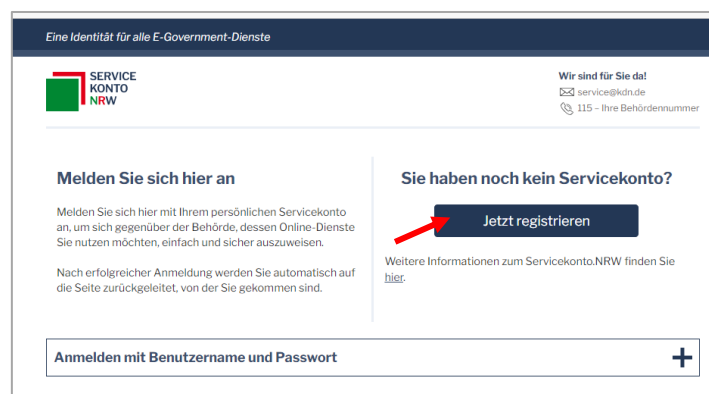 Eine Identität für alle E-Government-Dienste
SERVICE
KONTO
NRW
Wir sind für Sie da!
service@kdn.de
115 – Ihre Behördennummer
Melden Sie sich hier an
Melden Sie sich hier mit Ihrem persönlichen Servicekonto
an, um sich gegenüber der Behörde, dessen Online-Dienste
Sie nutzen möchten, einfach und sicher auszuweisen.
Nach erfolgreicher Anmeldung werden Sie automatisch auf
die Seite zurückgeleitet, von der Sie gekommen sind.
Sie haben noch kein Servicekonto?
Jetzt registrieren
Weitere Informationen zum Servicekonto.NRW finden Sie
hier.
Anmelden mit Benutzername und Passwort